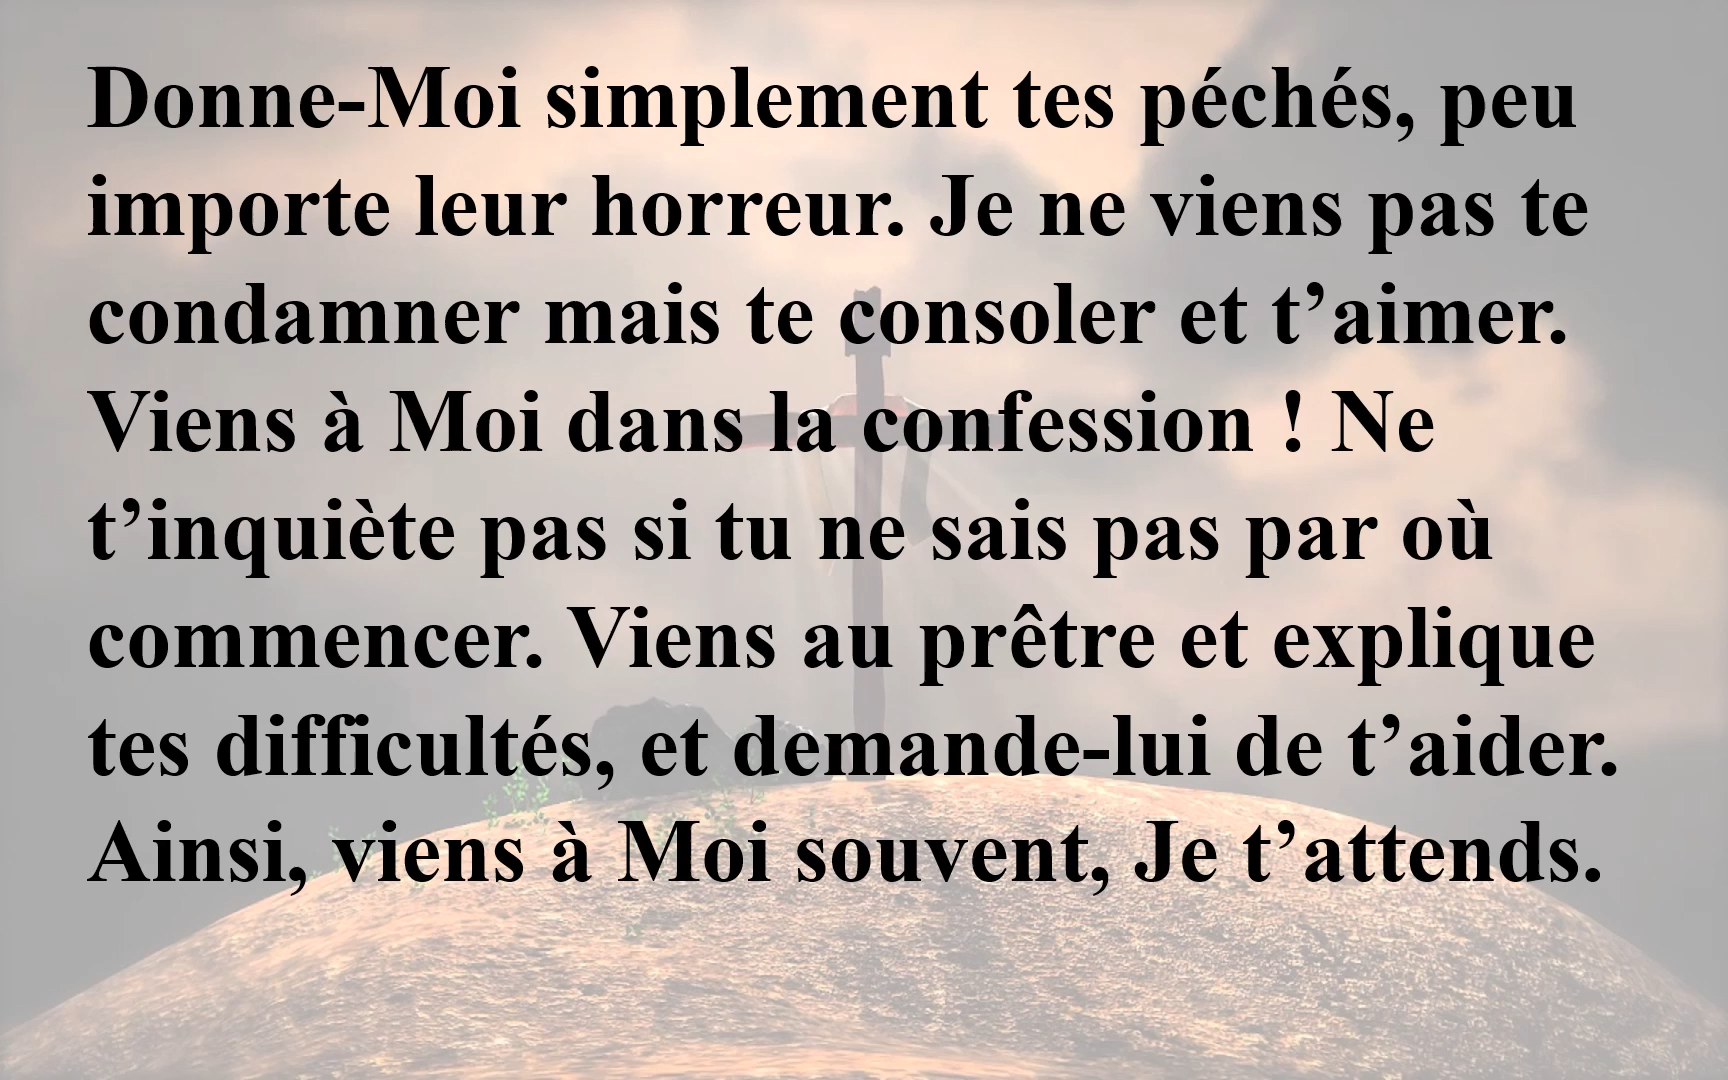 Donne-Moi simplement tes péchés, peu
importe leur horreur. Je ne viens pas te
condamner mais te consoler et t’aimer.
Viens à Moi dans la confession ! Ne
t’inquiète pas si tu ne sais pas par où
commencer. Viens au prêtre et explique
tes difficultés, et demande-lui de t’aider.
Ainsi, viens à Moi souvent, Je t’attends.